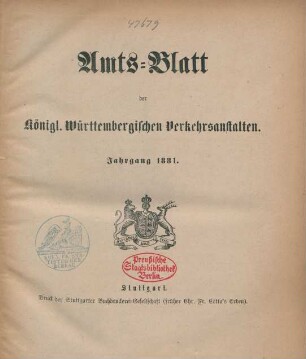 Amts-Blatt
der
Königl. Württembergischen Verkehrsanstalten.
Jahrgang 1881.
Preußische
Staatsbibliothek
Berlin
Stuttgart.
Druck der Stuttgarter Buchdruckerei-Gesellschaft (früher Chr. Fr. Cotta's Erben).